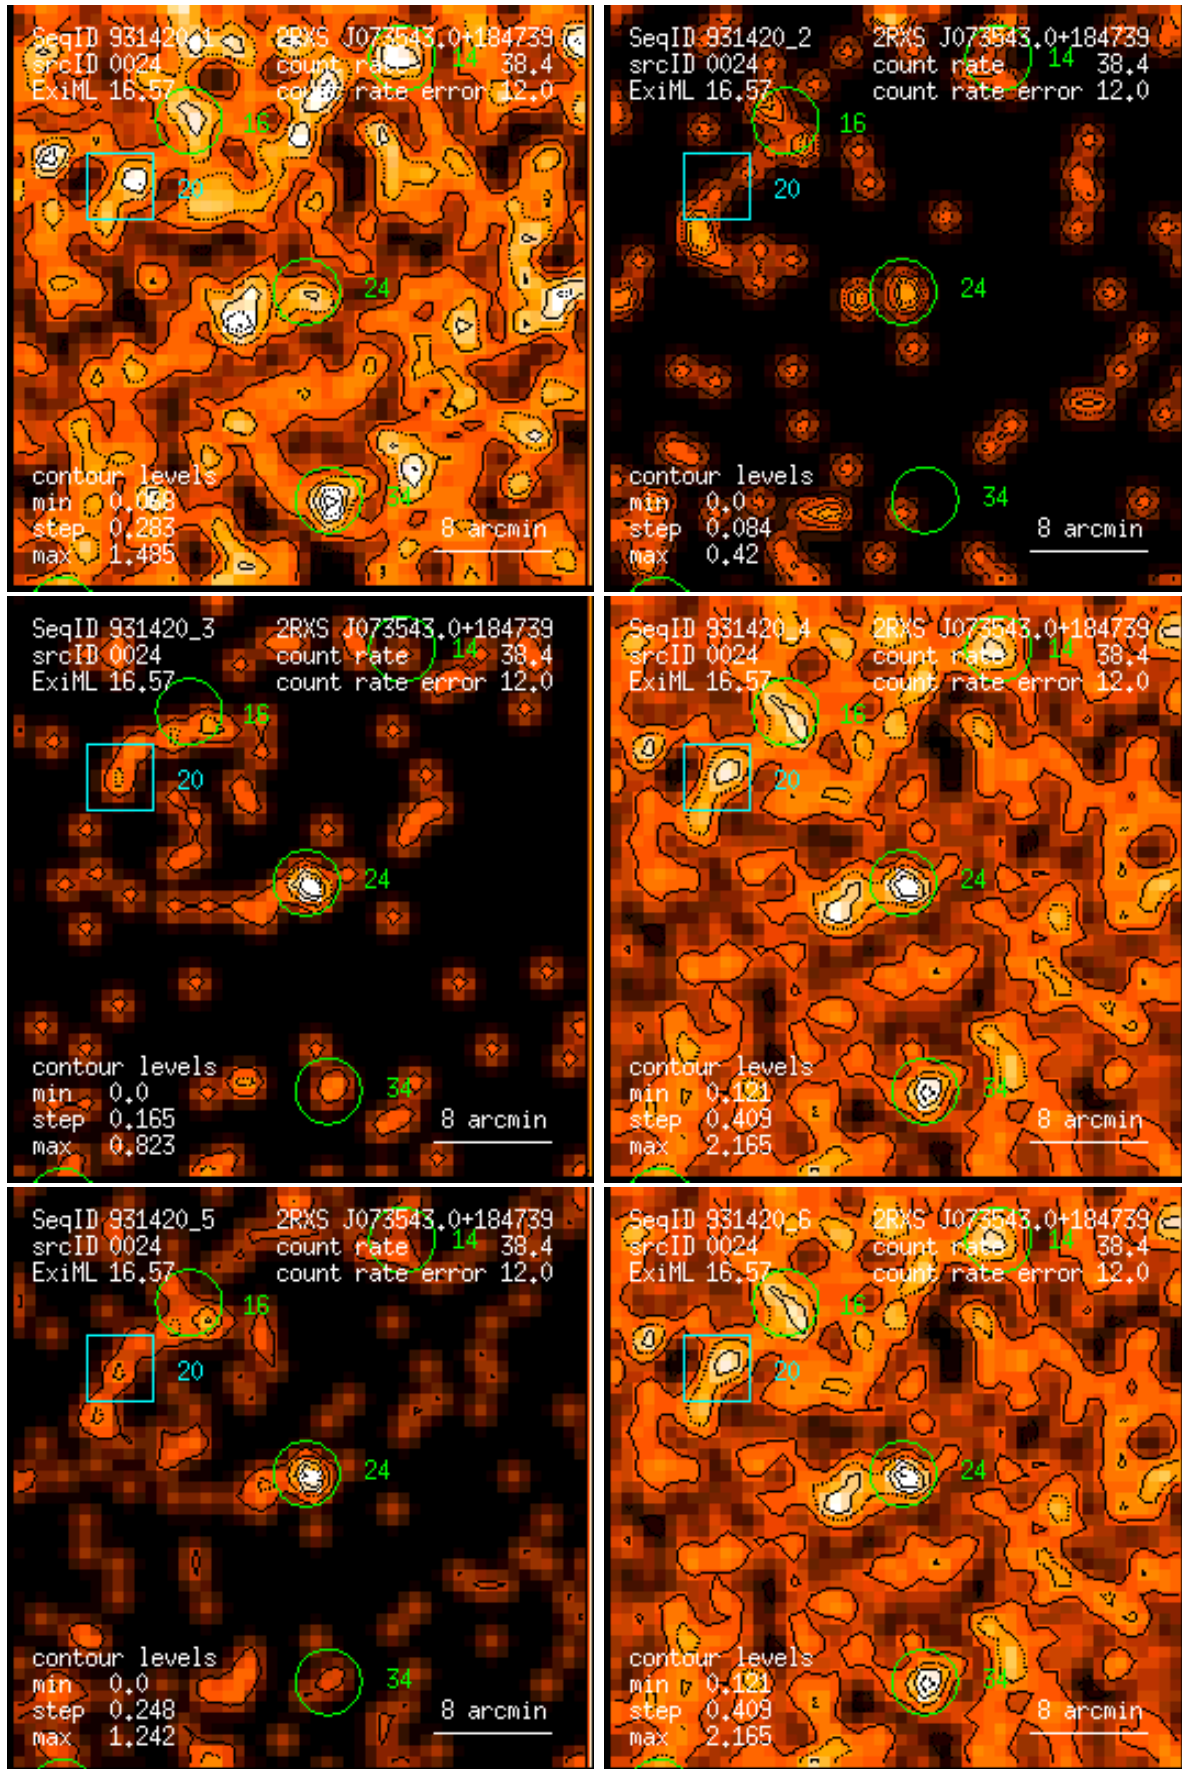 SeqID 931420_1 2RXS J073543.0+184739
srcID 0024 count rate 38.4
ExiML 16.57 count rate error 12.0
14
16
20
24
34
contour levels
min 0.068
step 0.283
max 1.485
8 arcmin
SeqID 931420_2 2RXS J073543.0+184739
srcID 0024 count rate 38.4
ExiML 16.57 count rate error 12.0
14
16
20
24
34
contour levels
min 0.0
step 0.084
max 0.42
8 arcmin
SeqID 931420_3 2RXS J073543.0+184739
srcID 0024 count rate 38.4
ExiML 16.57 count rate error 12.0
14
16
20
24
34
contour levels
min 0.0
step 0.165
max 0.823
8 arcmin
SeqID 931420_4 2RXS J073543.0+184739
srcID 0024 count rate 38.4
ExiML 16.57 count rate error 12.0
14
16
20
24
34
contour levels
min 0.121
step 0.409
max 2.165
8 arcmin
SeqID 931420_5 2RXS J073543.0+184739
srcID 0024 count rate 38.4
ExiML 16.57 count rate error 12.0
14
16
20
24
34
contour levels
min 0.0
step 0.248
max 1.242
8 arcmin
SeqID 931420_6 2RXS J073543.0+184739
srcID 0024 count rate 38.4
ExiML 16.57 count rate error 12.0
14
16
20
24
34
contour levels
min 0.121
step 0.409
max 2.165
8 arcmin